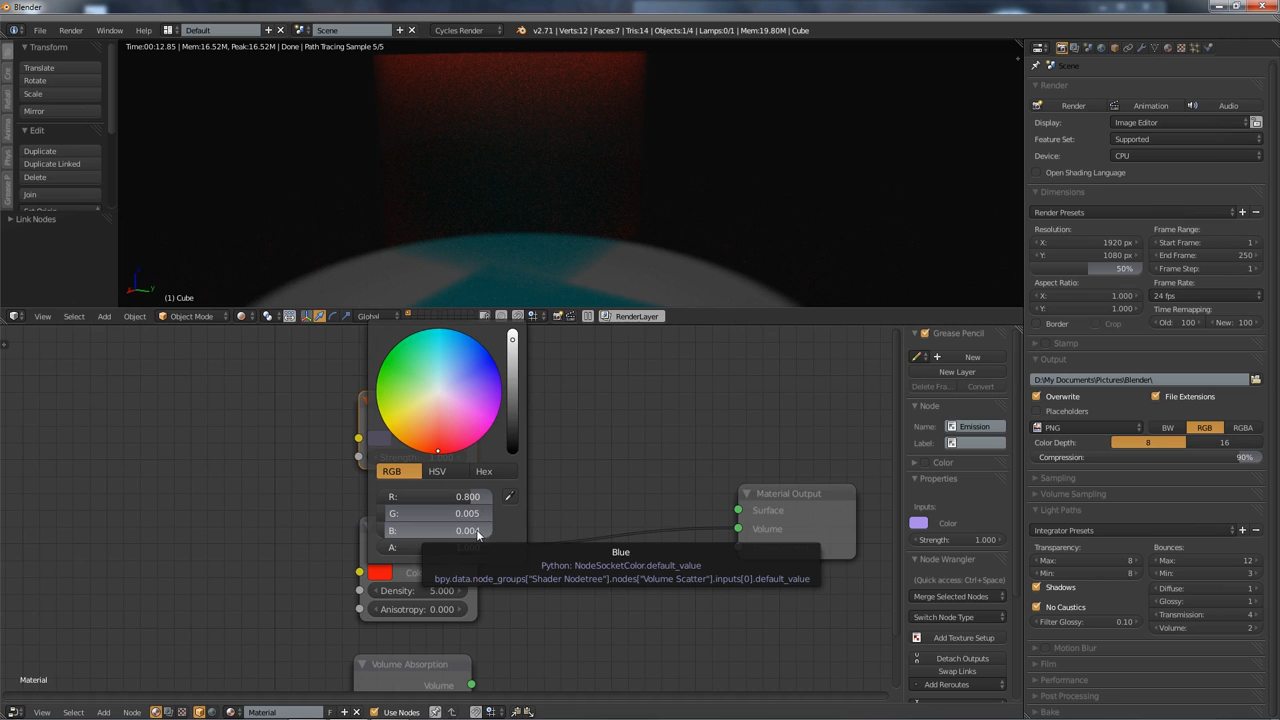 Blender
File Render Window Help Default Scene Cycles Render v2.71 | Verts:12 | Faces:7 | Tris:14 | Objects:1/4 | Lamps:0/1 | Mem:19.80M | Cube
Time:00:12.85 | Mem:16.52M, Peak:16.52M | Done | Path Tracing Sample 5/5
Transform
Translate
Rotate
Scale
Mirror
Edit
Duplicate
Duplicate Linked
Delete
Join
Set Origin
Link Nodes
(1) Cube
View Select Add Object Object Mode Global RenderLayer
Strength: 1.000
RGB HSV Hex
R: 0.800
G: 0.005
B: 0.004
A: 1.000
Blue
Python: NodeSocketColor.default_value
bpy.data.node_groups["Shader Nodetree"].nodes["Volume Scatter"].inputs[0].default_value
Density: 5.000
Anisotropy: 0.000
Volume Absorption
Volume
Material Output
Surface
Volume
Material
View Select Add Node Material F Use Nodes
Grease Pencil
New
New Layer
Delete Fra... Convert
Node
Name: Emission
Label:
Color
Properties
Inputs:
Color
Strength: 1.000
Node Wrangler
(Quick access: Ctrl+Space)
Merge Selected Nodes
Switch Node Type
Add Texture Setup
Detach Outputs
Swap Links
Add Reroutes
Scene
Render
Render Animation Audio
Display: Image Editor
Feature Set: Supported
Device: CPU
Open Shading Language
Dimensions
Render Presets
Resolution: Frame Range:
X: 1920 px Start Frame: 1
Y: 1080 px End Frame: 250
50% Frame Step: 1
Aspect Ratio: Frame Rate:
X: 1.000 24 fps
Y: 1.000 Time Remapping:
Border Crop Old: 100 New: 100
Stamp
Output
D:\My Documents\Pictures\Blender\
Overwrite File Extensions
Placeholders
PNG BW RGB RGBA
Color Depth: 8 16
Compression: 90%
Sampling
Volume Sampling
Light Paths
Integrator Presets
Transparency: Bounces:
Max: 8 Max: 12
Min: 8 Min: 3
Shadows Diffuse: 1
Glossy: 1
No Caustics Transmission: 4
Filter Glossy: 0.10 Volume: 2
Motion Blur
Film
Performance
Post Processing
Bake